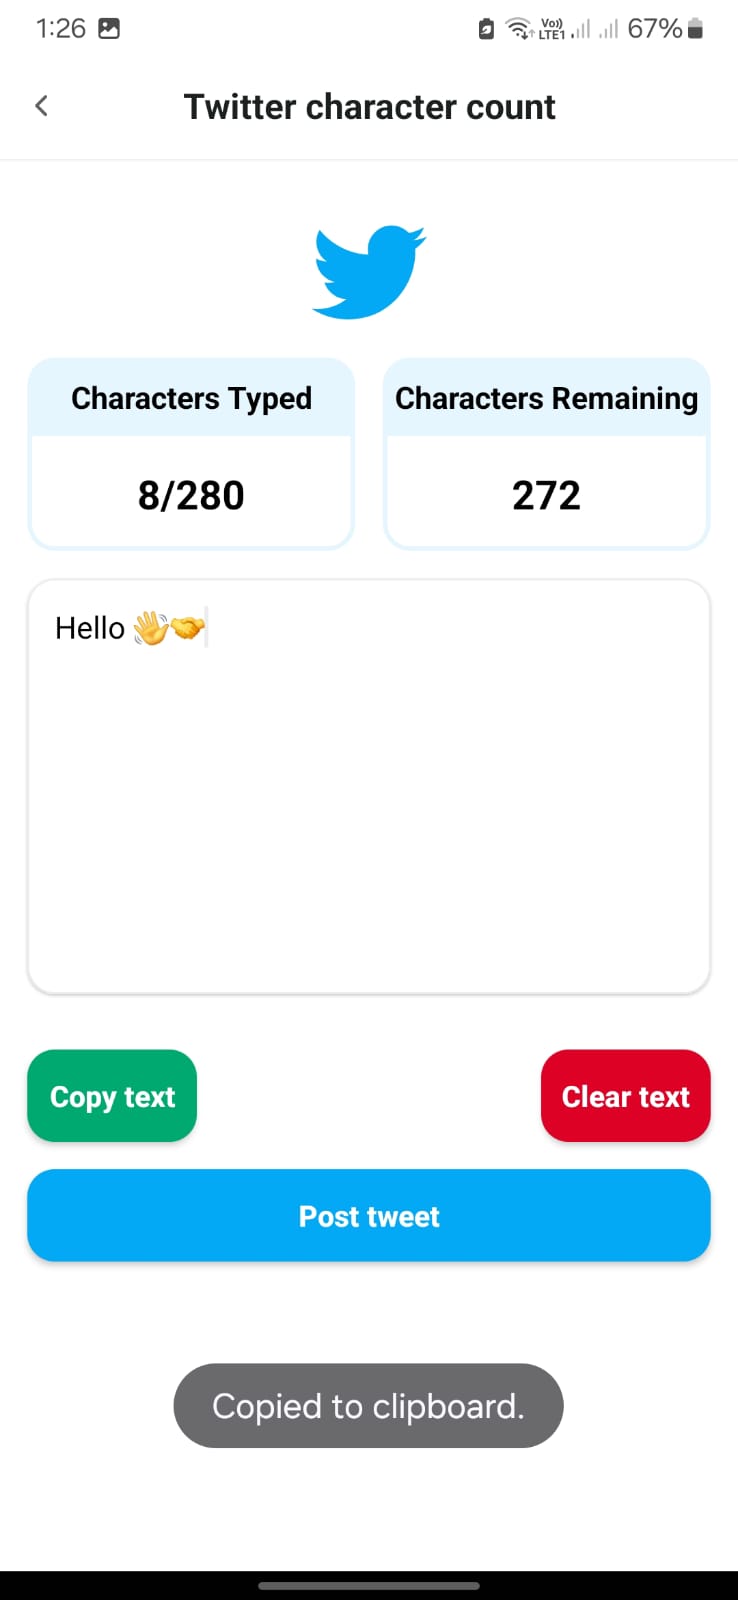 1:26 Vo)) LTE1 67%
Twitter character count
Characters Typed Characters Remaining
8/280 272
Hello 👋🤝
Copy text Clear text
Post tweet
Copied to clipboard.